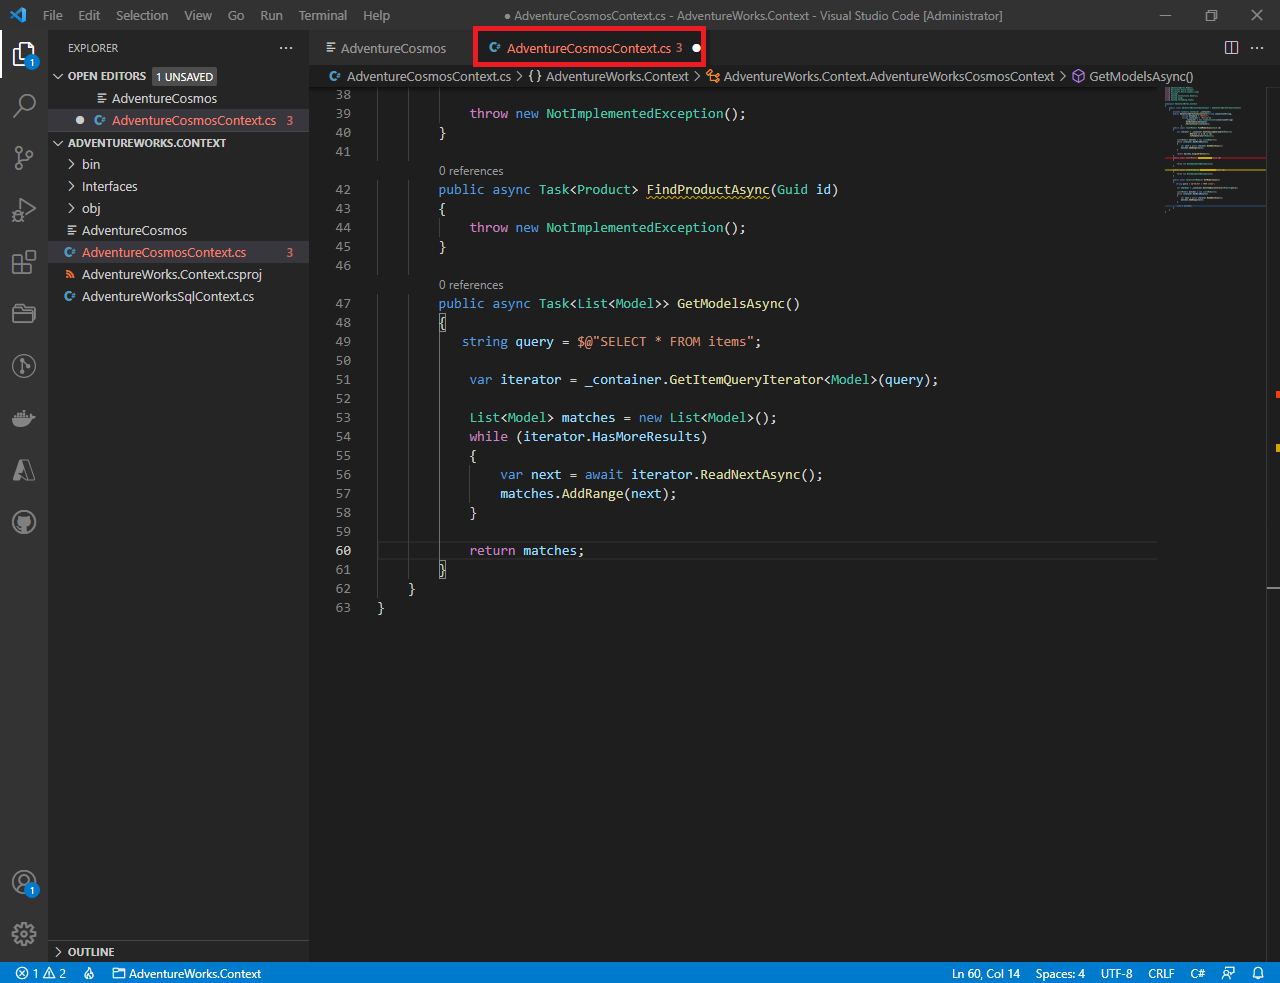 File Edit Selection View Go Run Terminal Help ● AdventureCosmosContext.cs - AdventureWorks.Context - Visual Studio Code [Administrator]
EXPLORER
AdventureCosmos
AdventureCosmosContext.cs 3
OPEN EDITORS 1 UNSAVED
AdventureCosmosContext.cs > {} AdventureWorks.Context > AdventureWorks.Context.AdventureWorksCosmosContext > GetModelsAsync()
AdventureCosmos
AdventureCosmosContext.cs 3
ADVENTUREWORKS.CONTEXT
bin
Interfaces
obj
AdventureCosmos
AdventureCosmosContext.cs 3
AdventureWorks.Context.csproj
AdventureWorksSqlContext.cs
OUTLINE
38
39 throw new NotImplementedException();
40 }
41
0 references
42 public async Task<Product> FindProductAsync(Guid id)
43 {
44 throw new NotImplementedException();
45 }
46
0 references
47 public async Task<List<Model>> GetModelsAsync()
48 {
49 string query = $@"SELECT * FROM items";
50
51 var iterator = _container.GetItemQueryIterator<Model>(query);
52
53 List<Model> matches = new List<Model>();
54 while (iterator.HasMoreResults)
55 {
56 var next = await iterator.ReadNextAsync();
57 matches.AddRange(next);
58 }
59
60 return matches;
61 }
62 }
63 }
1
1
1 2 AdventureWorks.Context Ln 60, Col 14 Spaces: 4 UTF-8 CRLF C#